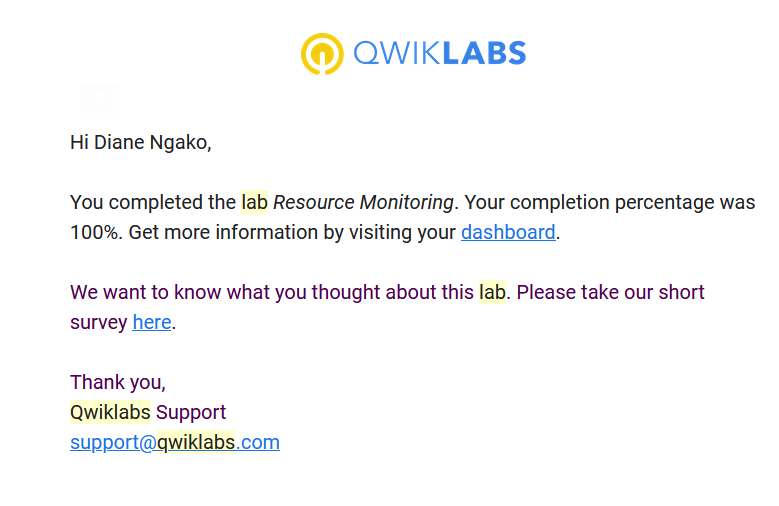 QWIKLABS
Hi Diane Ngako,
You completed the lab Resource Monitoring. Your completion percentage was
100%. Get more information by visiting your dashboard.
We want to know what you thought about this lab. Please take our short
survey here.
Thank you,
Qwiklabs Support
support@qwiklabs.com